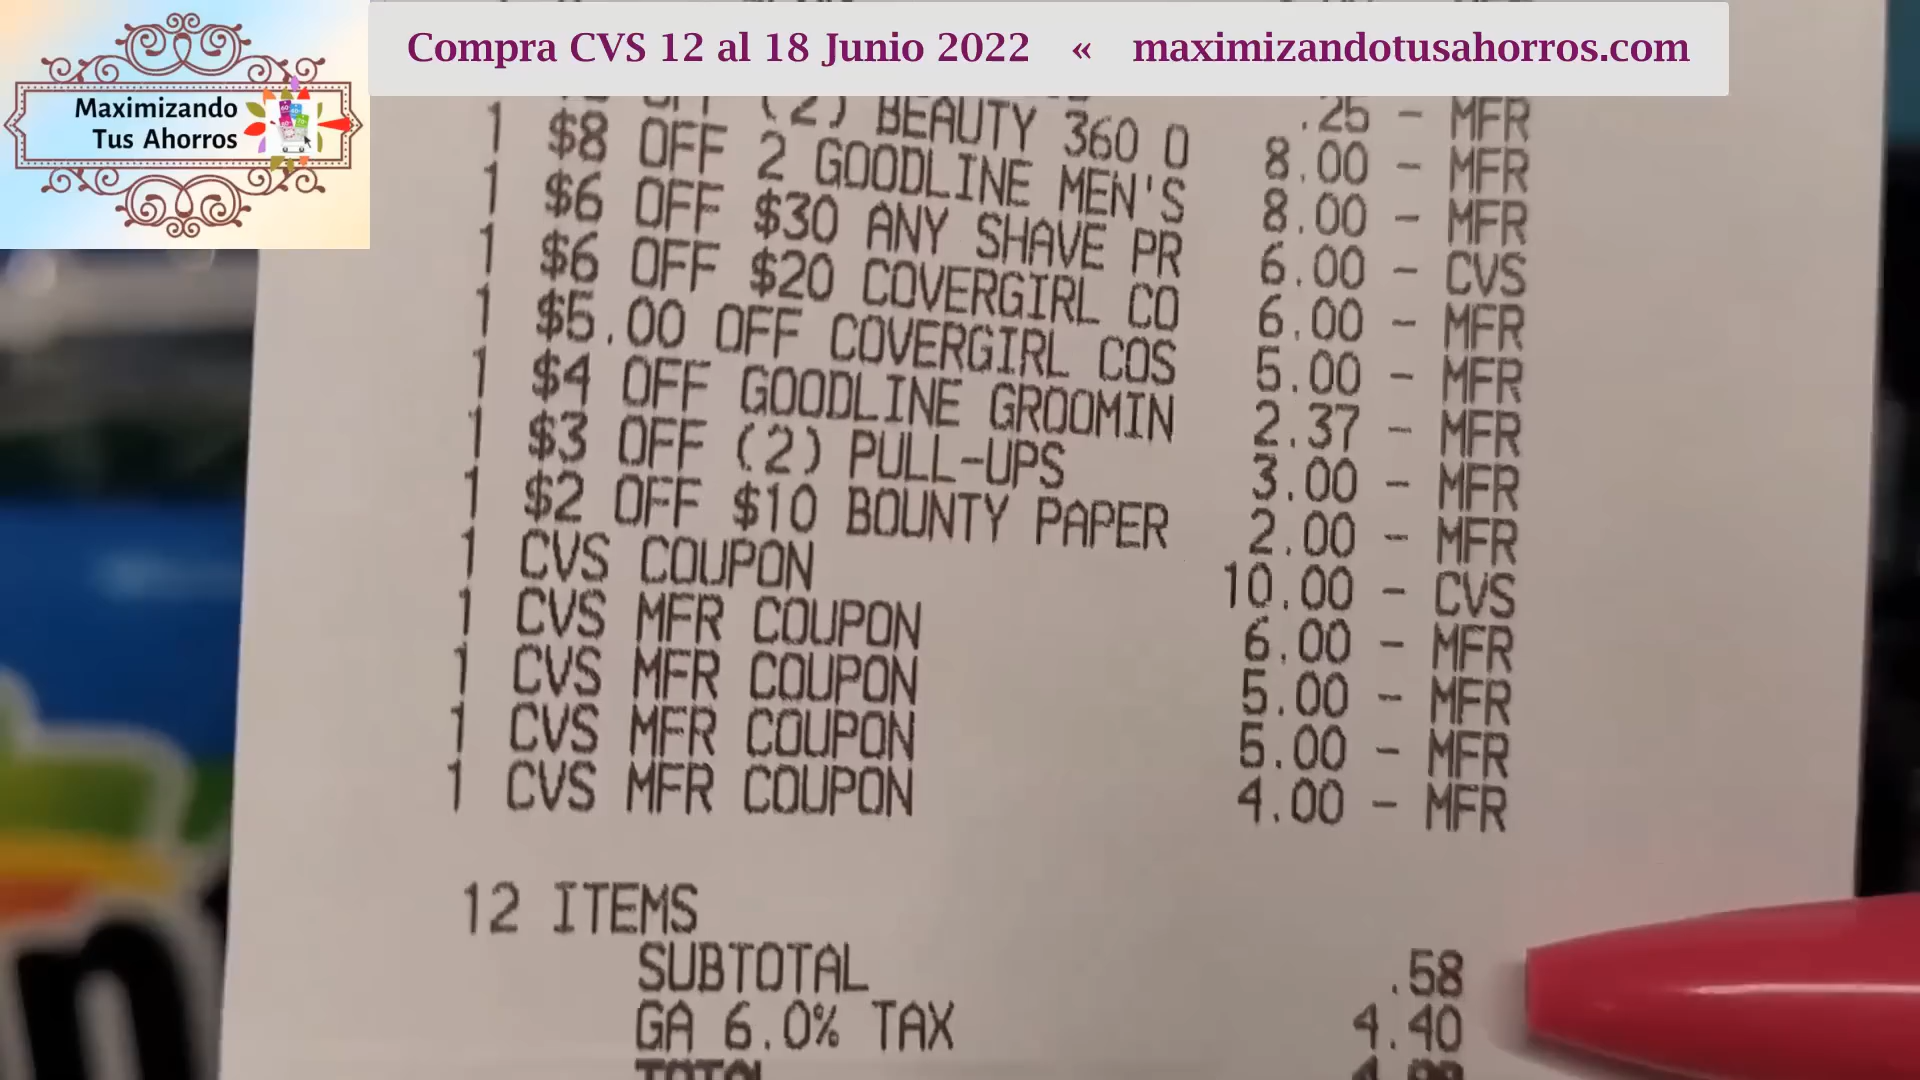 Maximizando
Tus Ahorros
Compra CVS 12 al 18 Junio 2022 « maximizandotusahorros.com
.25 - MFR
OFF (2) BEAUTY 360 O 8.00 - MFR
1 $8 OFF 2 GOODLINE MEN'S 8.00 - MFR
1 $6 OFF $30 ANY SHAVE PR 6.00 - CVS
1 $6 OFF $20 COVERGIRL CO 6.00 - MFR
1 $5.00 OFF COVERGIRL COS 5.00 - MFR
1 $4 OFF GOODLINE GROOMIN 2.37 - MFR
1 $3 OFF (2) PULL-UPS 3.00 - MFR
1 $2 OFF $10 BOUNTY PAPER 2.00 - MFR
1 CVS COUPON 10.00 - CVS
1 CVS MFR COUPON 6.00 - MFR
1 CVS MFR COUPON 5.00 - MFR
1 CVS MFR COUPON 5.00 - MFR
1 CVS MFR COUPON 4.00 - MFR
12 ITEMS
SUBTOTAL .58
GA 6.0% TAX 4.40
TOTAL